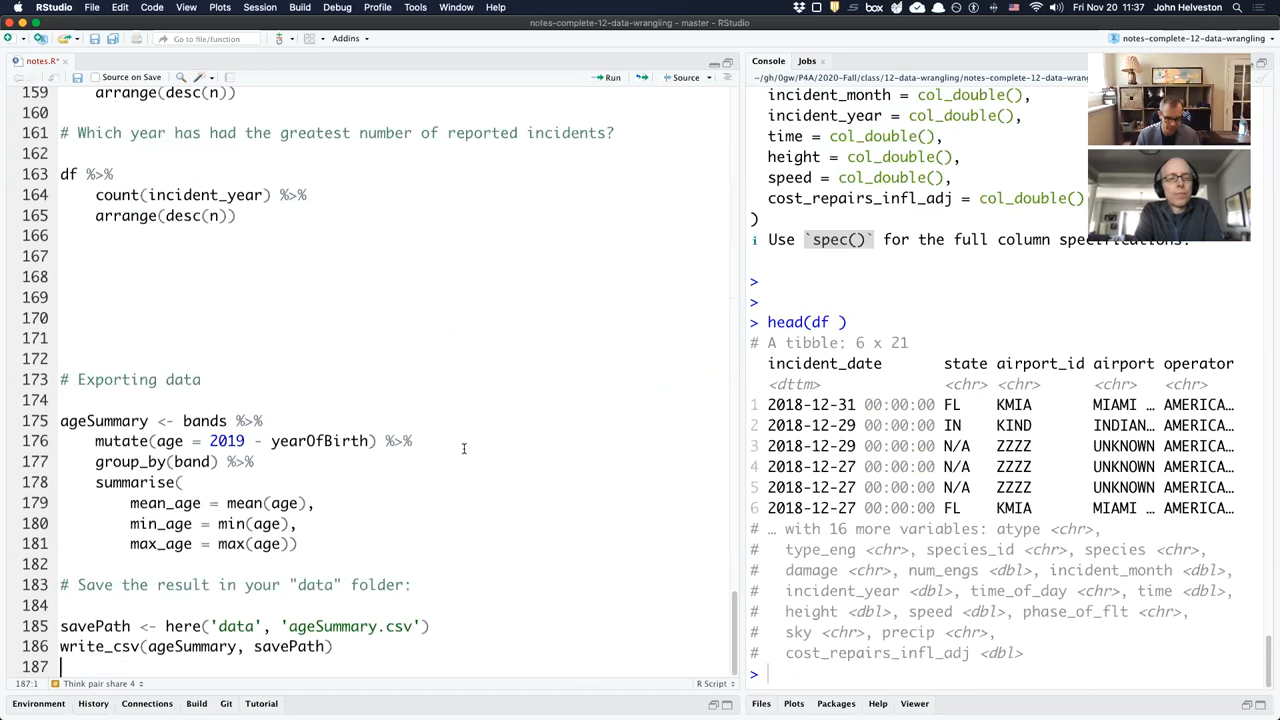 RStudio File Edit Code View Plots Session Build Debug Profile Tools Window Help 100% Fri Nov 20 11:37 John Helveston
notes-complete-12-data-wrangling - master - RStudio
Go to file/function Addins notes-complete-12-data-wrangling
notes.R*
Source on Save Run Source
159 arrange(desc(n))
160
161 # Which year has had the greatest number of reported incidents?
162
163 df %>%
164 count(incident_year) %>%
165 arrange(desc(n))
166
167
168
169
170
171
172
173 # Exporting data
174
175 ageSummary <- bands %>%
176 mutate(age = 2019 - yearOfBirth) %>%
177 group_by(band) %>%
178 summarise(
179 mean_age = mean(age),
180 min_age = min(age),
181 max_age = max(age))
182
183 # Save the result in your "data" folder:
184
185 savePath <- here('data', 'ageSummary.csv')
186 write_csv(ageSummary, savePath)
187
187:1 Think pair share 4 R Script
Environment History Connections Build Git Tutorial
Console Jobs
~/gh/0gw/P4A/2020-Fall/class/12-data-wrangling/notes-complete-12-data-wrang
incident_month = col_double(),
incident_year = col_double(),
time = col_double(),
height = col_double(),
speed = col_double(),
cost_repairs_infl_adj = col_double()
)
ℹ Use `spec()` for the full column specifications.
>
>
> head(df )
# A tibble: 6 x 21
incident_date state airport_id airport operator
<dttm> <chr> <chr> <chr> <chr>
1 2018-12-31 00:00:00 FL KMIA MIAMI … AMERICA…
2 2018-12-29 00:00:00 IN KIND INDIAN… AMERICA…
3 2018-12-29 00:00:00 N/A ZZZZ UNKNOWN AMERICA…
4 2018-12-27 00:00:00 N/A ZZZZ UNKNOWN AMERICA…
5 2018-12-27 00:00:00 N/A ZZZZ UNKNOWN AMERICA…
6 2018-12-27 00:00:00 FL KMIA MIAMI … AMERICA…
# … with 16 more variables: atype <chr>,
# type_eng <chr>, species_id <chr>, species <chr>,
# damage <chr>, num_engs <dbl>, incident_month <dbl>,
# incident_year <dbl>, time_of_day <chr>, time <dbl>,
# height <dbl>, speed <dbl>, phase_of_flt <chr>,
# sky <chr>, precip <chr>,
# cost_repairs_infl_adj <dbl>
>
Files Plots Packages Help Viewer